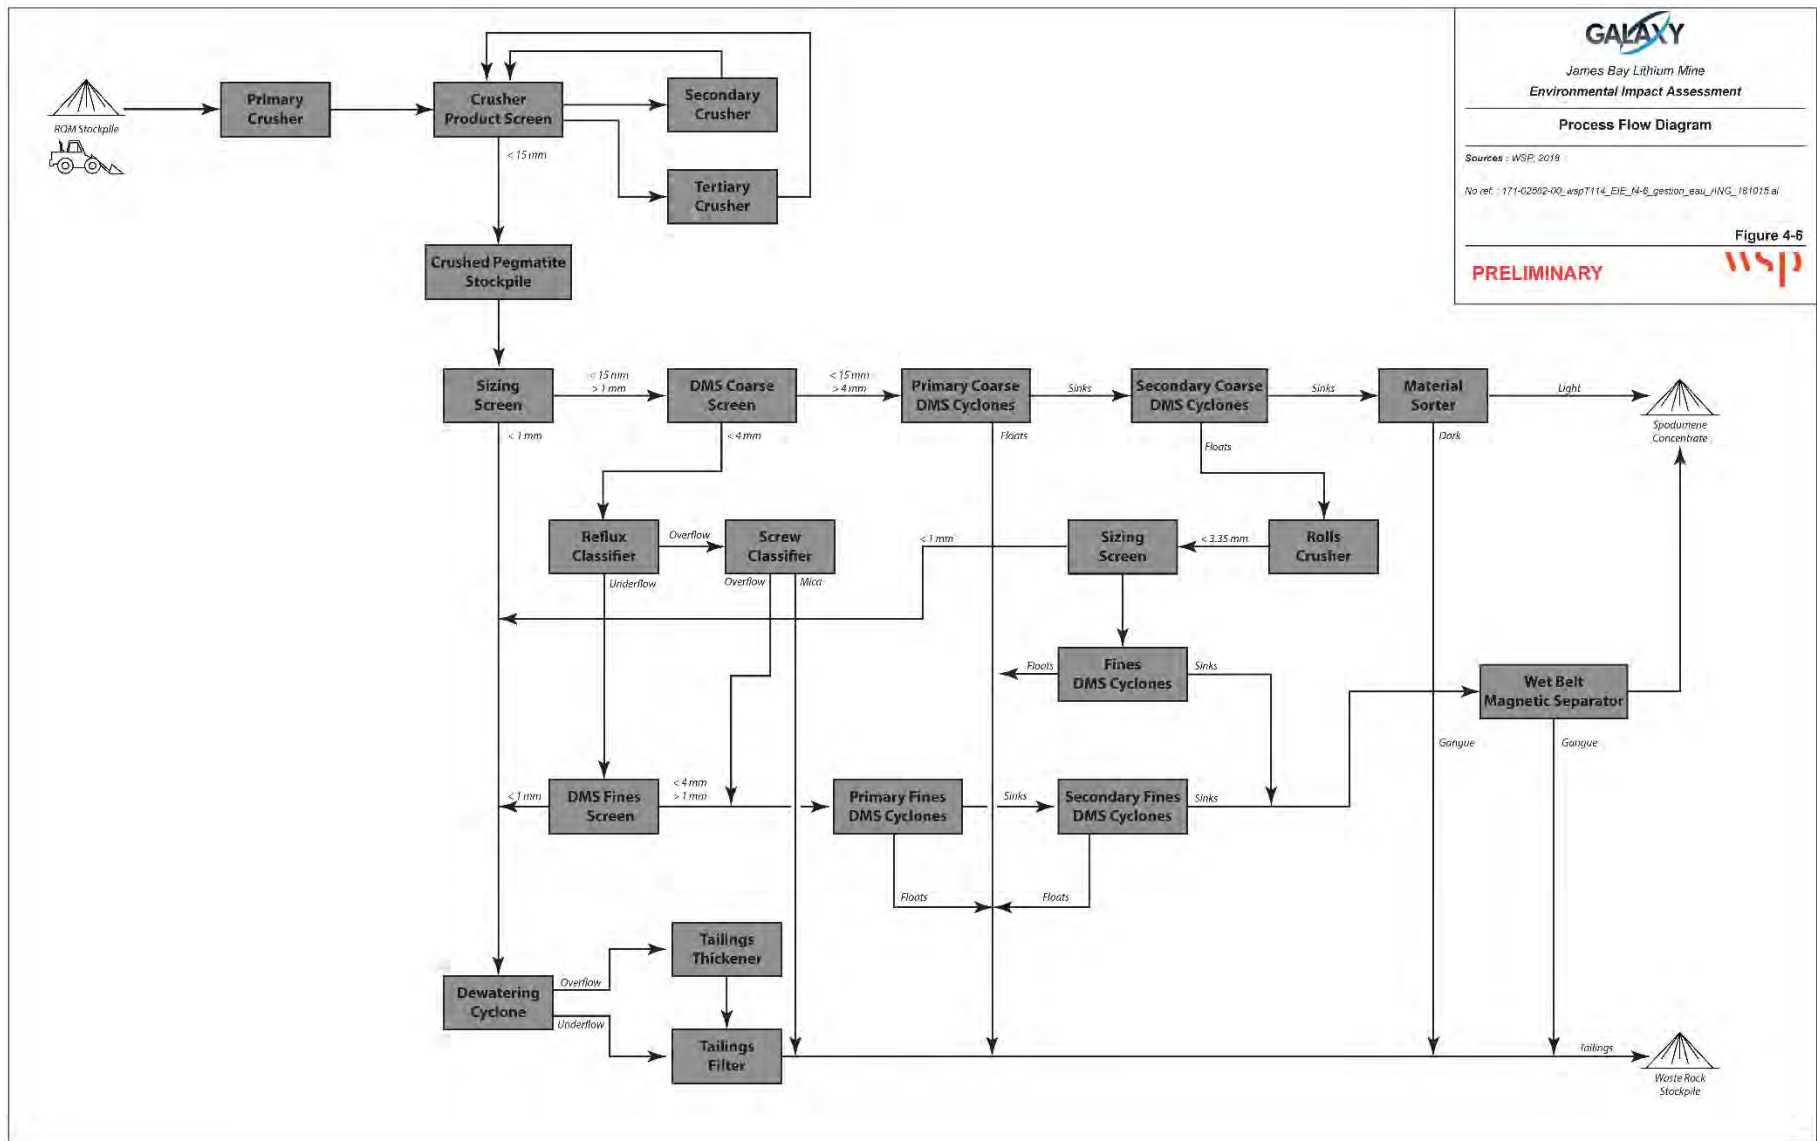 GALAXY
James Bay Lithium Mine
Environmental Impact Assessment
Process Flow Diagram
Sources : WSP, 2018
No ref. : 171-02562-00_wspT114_EIE_f4-6_gestion_eau_ANG_181015.ai
Figure 4-6
PRELIMINARY
wsp
ROM Stockpile
Primary
Crusher
Crusher
Product Screen
Secondary
Crusher
< 15 mm
Tertiary
Crusher
Crushed Pegmatite
Stockpile
Sizing
Screen
< 15 mm
> 1 mm
DMS Coarse
Screen
< 15 mm
> 4 mm
Primary Coarse
DMS Cyclones
Sinks
Secondary Coarse
DMS Cyclones
Sinks
Material
Sorter
Light
Spodumene
Concentrate
< 1 mm
< 4 mm
Floats
Floats
Dark
Reflux
Classifier
Overflow
Screw
Classifier
< 1 mm
Sizing
Screen
< 3.35 mm
Rolls
Crusher
Underflow
Overflow
Mica
Floats
Fines
DMS Cyclones
Sinks
Wet Belt
Magnetic Separator
Gangue
Gangue
< 1 mm
DMS Fines
Screen
< 4 mm
> 1 mm
Primary Fines
DMS Cyclones
Sinks
Secondary Fines
DMS Cyclones
Sinks
Floats
Floats
Tailings
Thickener
Dewatering
Cyclone
Overflow
Underflow
Tailings
Filter
Tailings
Waste Rock
Stockpile